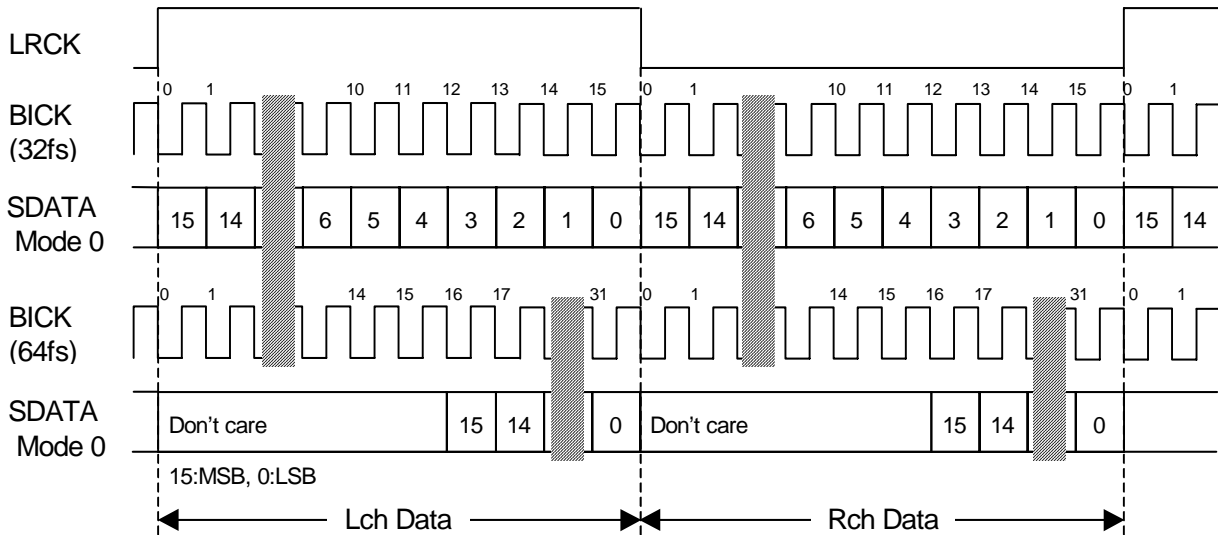 LRCK
0 1 10 11 12 13 14 15 0 1 10 11 12 13 14 15 0 1
BICK
(32fs)
SDATA
Mode 0
15 14 6 5 4 3 2 1 0 15 14 6 5 4 3 2 1 0 15 14
0 1 14 15 16 17 31 0 1 14 15 16 17 31 0 1
BICK
(64fs)
SDATA
Mode 0
Don't care 15 14 0 Don't care 15 14 0
15:MSB, 0:LSB
Lch Data Rch Data